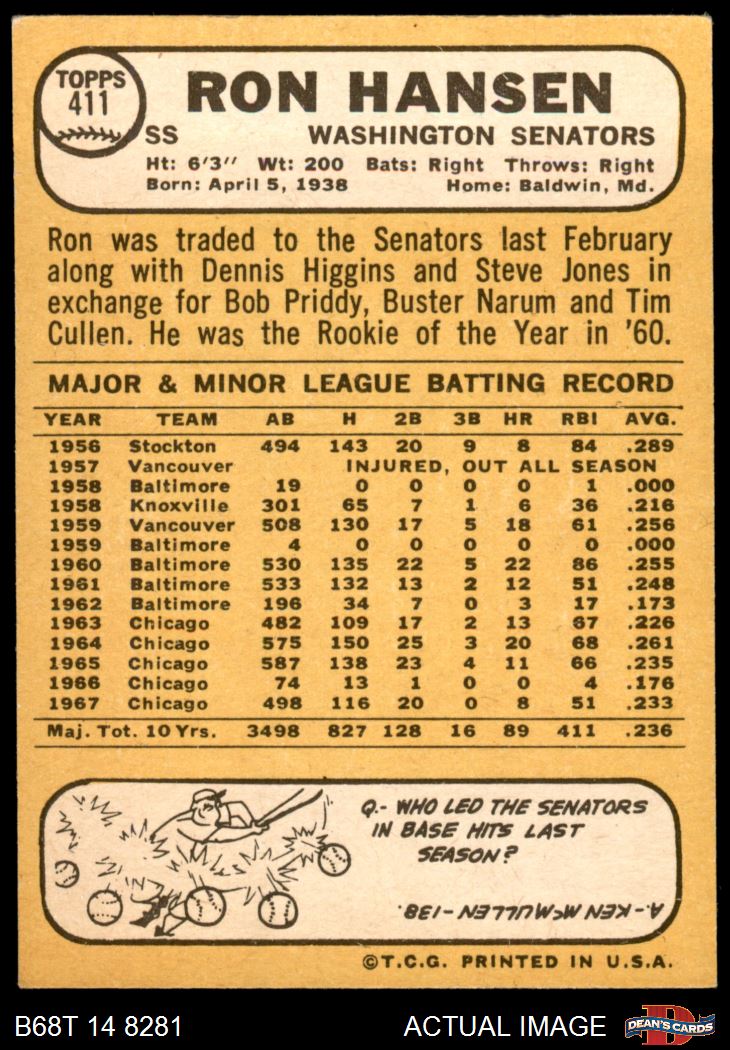 TOPPS
411
RON HANSEN
SS WASHINGTON SENATORS
Ht: 6'3'' Wt: 200 Bats: Right Throws: Right
Born: April 5, 1938 Home: Baldwin, Md.
Ron was traded to the Senators last February
along with Dennis Higgins and Steve Jones in
exchange for Bob Priddy, Buster Narum and Tim
Cullen. He was the Rookie of the Year in '60.
MAJOR & MINOR LEAGUE BATTING RECORD
YEAR TEAM AB H 2B 3B HR RBI AVG.
1956 Stockton 494 143 20 9 8 84 .289
1957 Vancouver INJURED, OUT ALL SEASON
1958 Baltimore 19 0 0 0 0 1 .000
1958 Knoxville 301 65 7 1 6 36 .216
1959 Vancouver 508 130 17 5 18 61 .256
1959 Baltimore 4 0 0 0 0 0 .000
1960 Baltimore 530 135 22 5 22 86 .255
1961 Baltimore 533 132 13 2 12 51 .248
1962 Baltimore 196 34 7 0 3 17 .173
1963 Chicago 482 109 17 2 13 67 .226
1964 Chicago 575 150 25 3 20 68 .261
1965 Chicago 587 138 23 4 11 66 .235
1966 Chicago 74 13 1 0 0 4 .176
1967 Chicago 498 116 20 0 8 51 .233
Maj. Tot. 10 Yrs. 3498 827 128 16 89 411 .236
Q.- WHO LED THE SENATORS
IN BASE HITS LAST
SEASON?
A.- KEN McMULLEN - 138.
©T.C.G. PRINTED IN U.S.A.
B68T 14 8281 ACTUAL IMAGE D DEAN'S CARDS